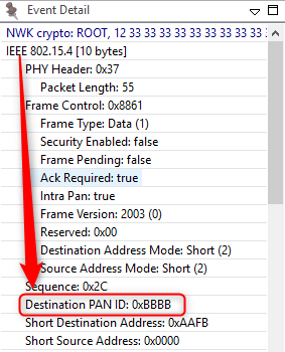 Event Detail
NWK crypto: ROOT, 12 33 33 33 33 33 33 33 3
IEEE 802.15.4 [10 bytes]
PHY Header: 0x37
Packet Length: 55
Frame Control: 0x8861
Frame Type: Data (1)
Security Enabled: false
Frame Pending: false
Ack Required: true
Intra Pan: true
Frame Version: 2003 (0)
Reserved: 0x00
Destination Address Mode: Short (2)
Source Address Mode: Short (2)
Sequence: 0x2C
Destination PAN ID: 0xBBBB
Short Destination Address: 0xAAFB
Short Source Address: 0x0000